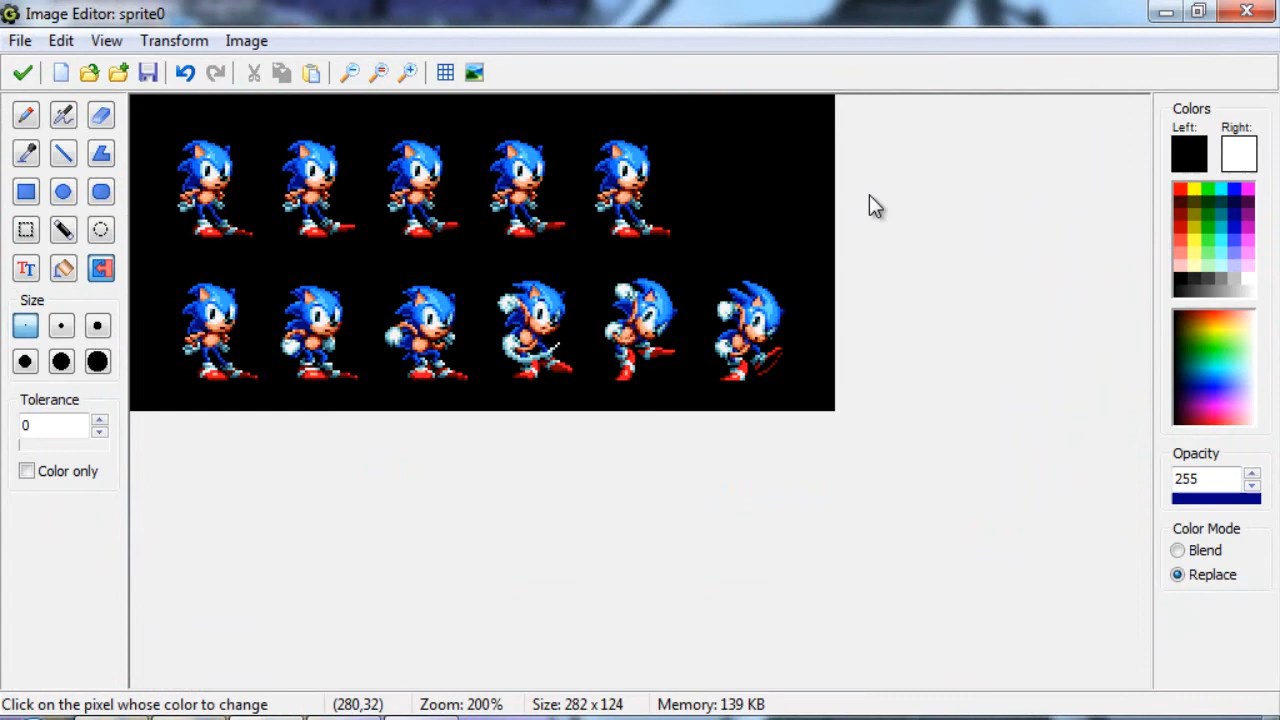 Image Editor: sprite0
File Edit View Transform Image
Colors
Left: Right:
TT
Size
Tolerance
0
Color only
Opacity
255
Color Mode
Blend
Replace
Click on the pixel whose color to change (280,32) Zoom: 200% Size: 282 x 124 Memory: 139 KB